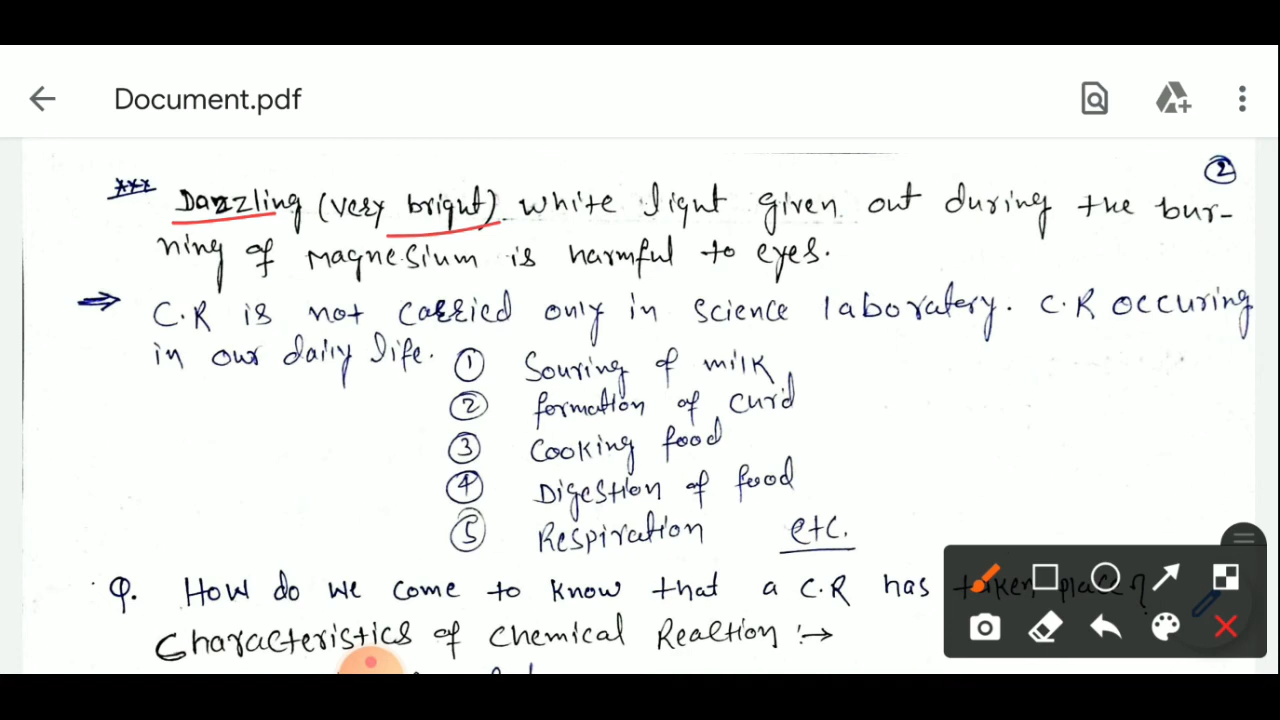 Document.pdf
②
*** Dazzling (very bright) white light given out during the bur-
ning of Magnesium is harmful to eyes.
⇒ C.R is not carried only in science laboratery. C.R occuring
in our daily life. ① Souring of milk
② formation of curd
③ Cooking food
④ Digestion of food
⑤ Respiration etc.
Q. How do we come to know that a C.R has taken place?
Characteristics of Chemical Reaction :→